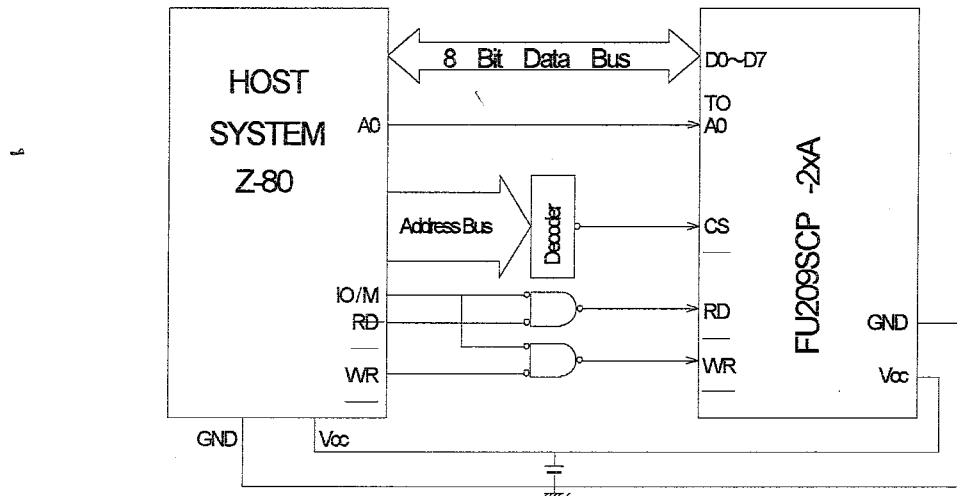 HOST
SYSTEM
Z-80
8 Bit Data Bus
A0
Address Bus
Decoder
IO/M
RD
WR
GND
Vcc
D0~D7
TO
A0
CS
RD
WR
FU209SCP -2xA
GND
Vcc